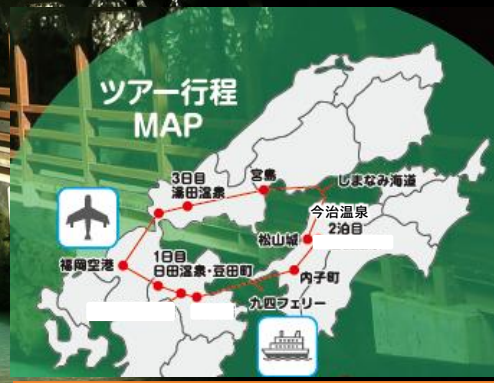 ツアー行程
MAP
3日目
湯田温泉
宮島
しまなみ海道
今治温泉
2泊目
松山城
福岡空港
1日目
日田温泉・豆田町
内子町
九四フェリー